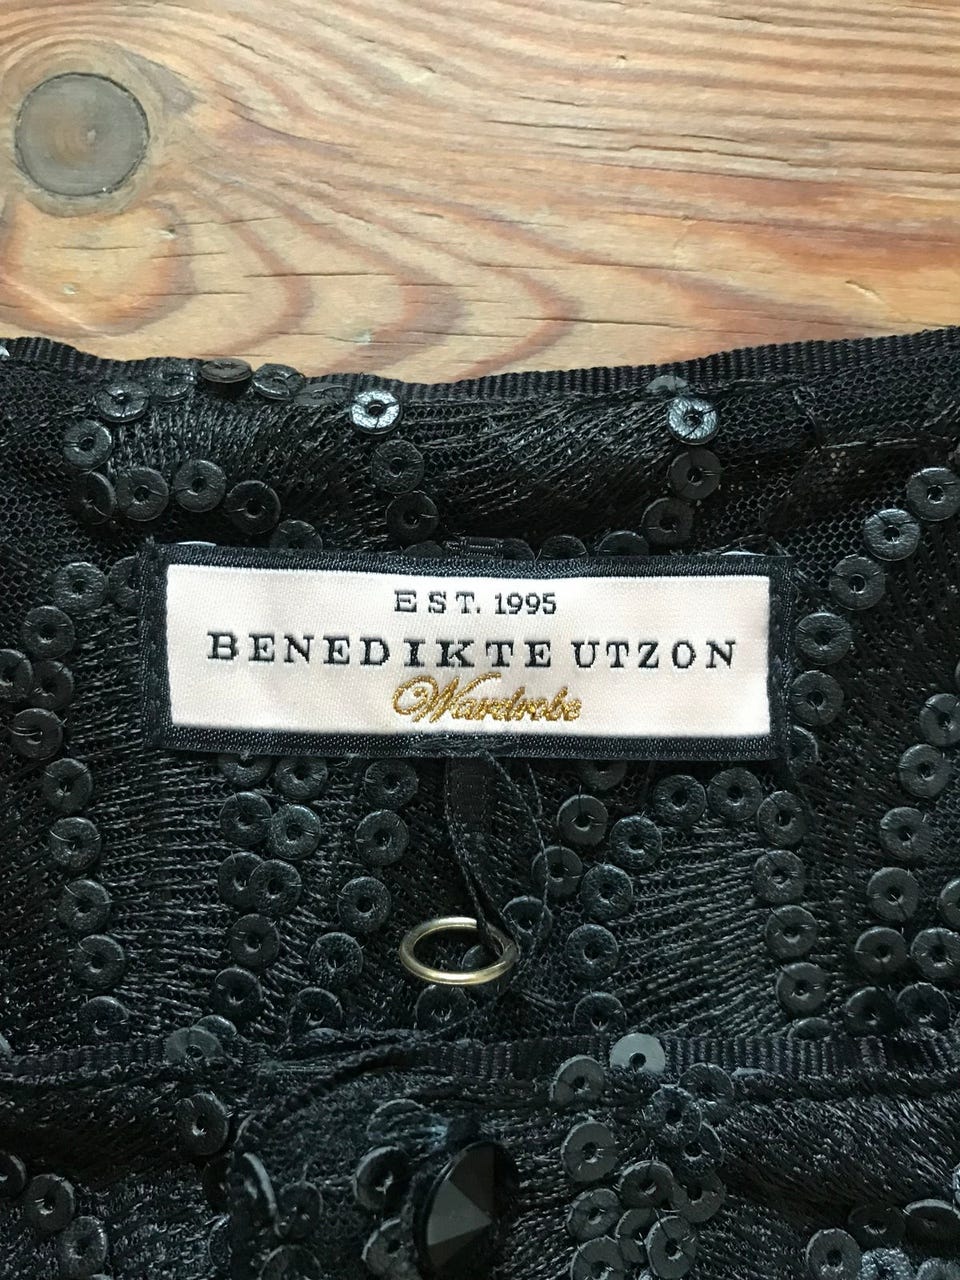 EST. 1995
BENEDIKTE UTZON
Wardrobe